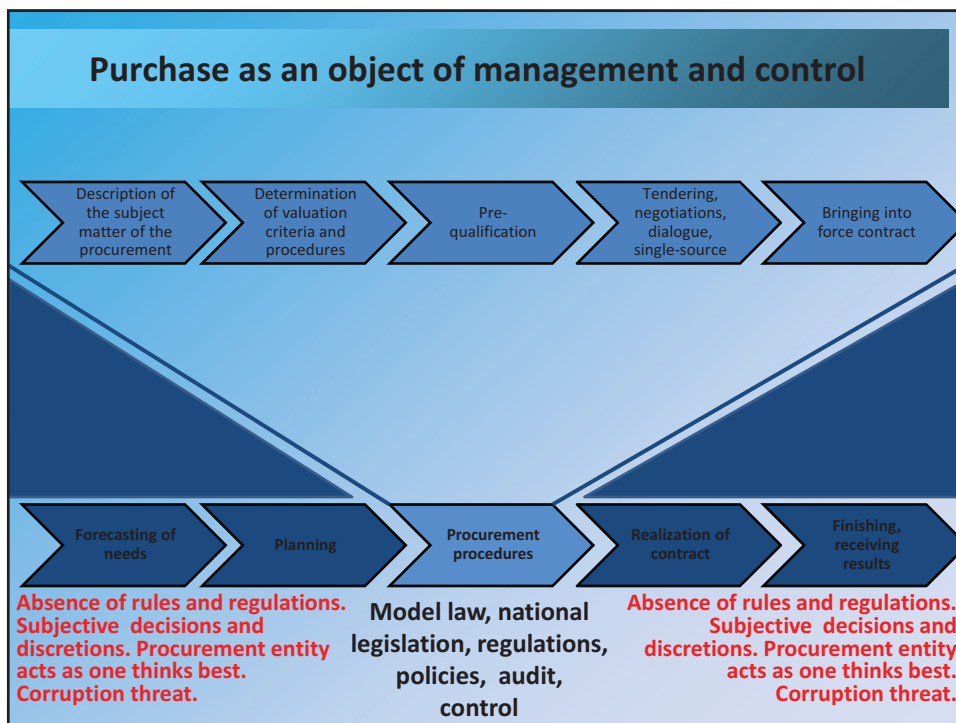 Purchase as an object of management and control
Description of
the subject
matter of the
procurement
Determination
of valuation
criteria and
procedures
Pre-
qualification
Tendering,
negotiations,
dialogue,
single-source
Bringing into
force contract
Forecasting of
needs
Planning
Procurement
procedures
Realization of
contract
Finishing,
receiving
results
Absence of rules and regulations.
Subjective decisions and
discretions. Procurement entity
acts as one thinks best.
Corruption threat.
Model law, national
legislation, regulations,
policies, audit,
control
Absence of rules and regulations.
Subjective decisions and
discretions. Procurement entity
acts as one thinks best.
Corruption threat.